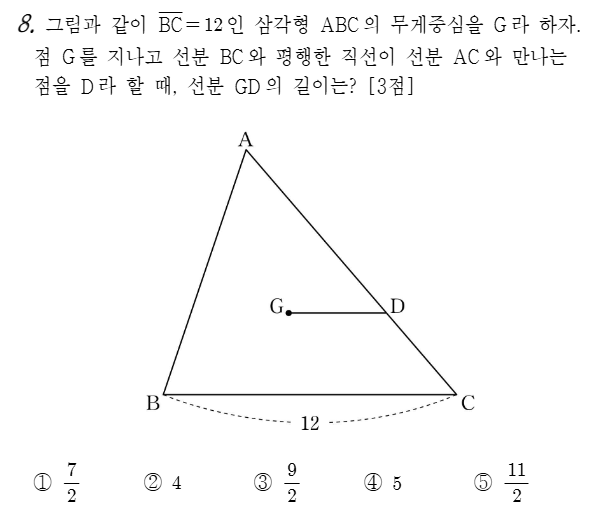 8. 그림과 같이 BC=12인 삼각형 ABC의 무게중심을 G라 하자.
점 G를 지나고 선분 BC와 평행한 직선이 선분 AC와 만나는
점을 D라 할 때, 선분 GD의 길이는? [3점]
A
G D
B C
12
① 7/2 ② 4 ③ 9/2 ④ 5 ⑤ 11/2